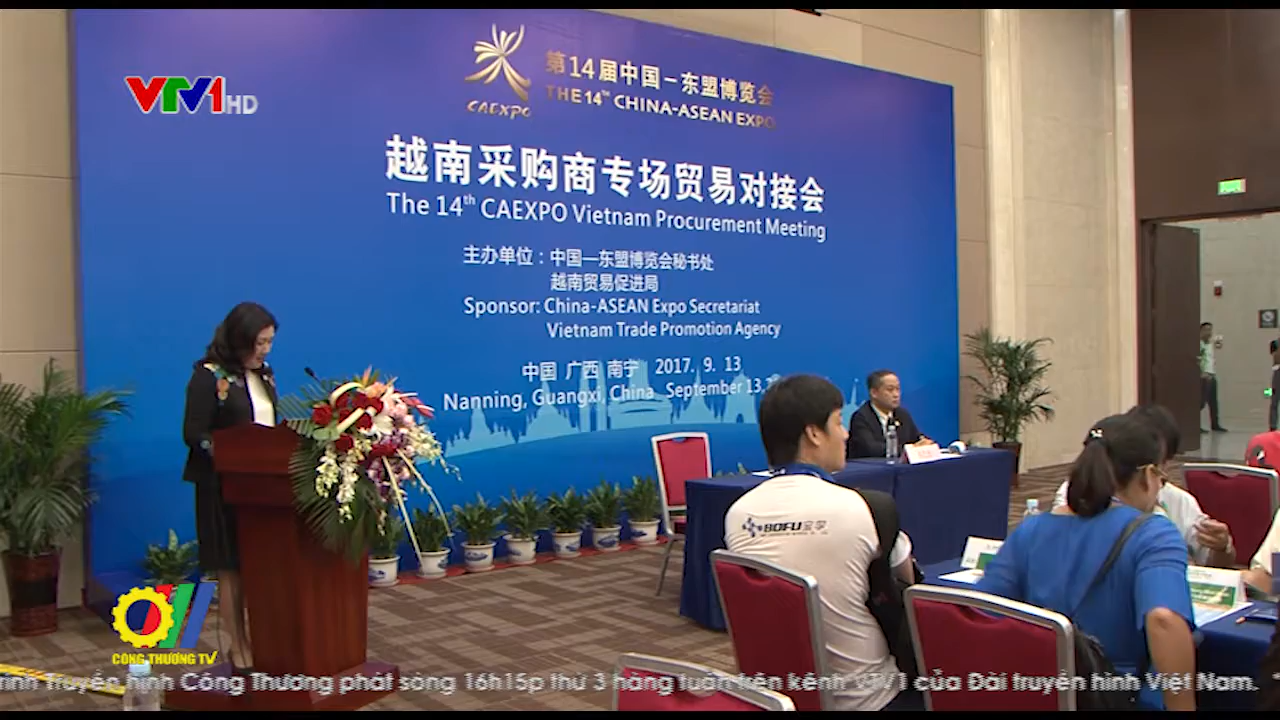 VTV1 HD
CAEXPO
第14届中国－东盟博览会
THE 14TH CHINA-ASEAN EXPO
越南采购商专场贸易对接会
The 14th CAEXPO Vietnam Procurement Meeting
主办单位：中国—东盟博览会秘书处
越南贸易促进局
Sponsor: China-ASEAN Expo Secretariat
Vietnam Trade Promotion Agency
中国 广西 南宁 2017. 9. 13
Nanning, Guangxi, China September 13,
BOFU
CÔNG THƯƠNG TV
Truyền hình Công Thương phát sóng 16h15p thứ 3 hàng tuần trên kênh VTV1 của Đài truyền hình Việt Nam.